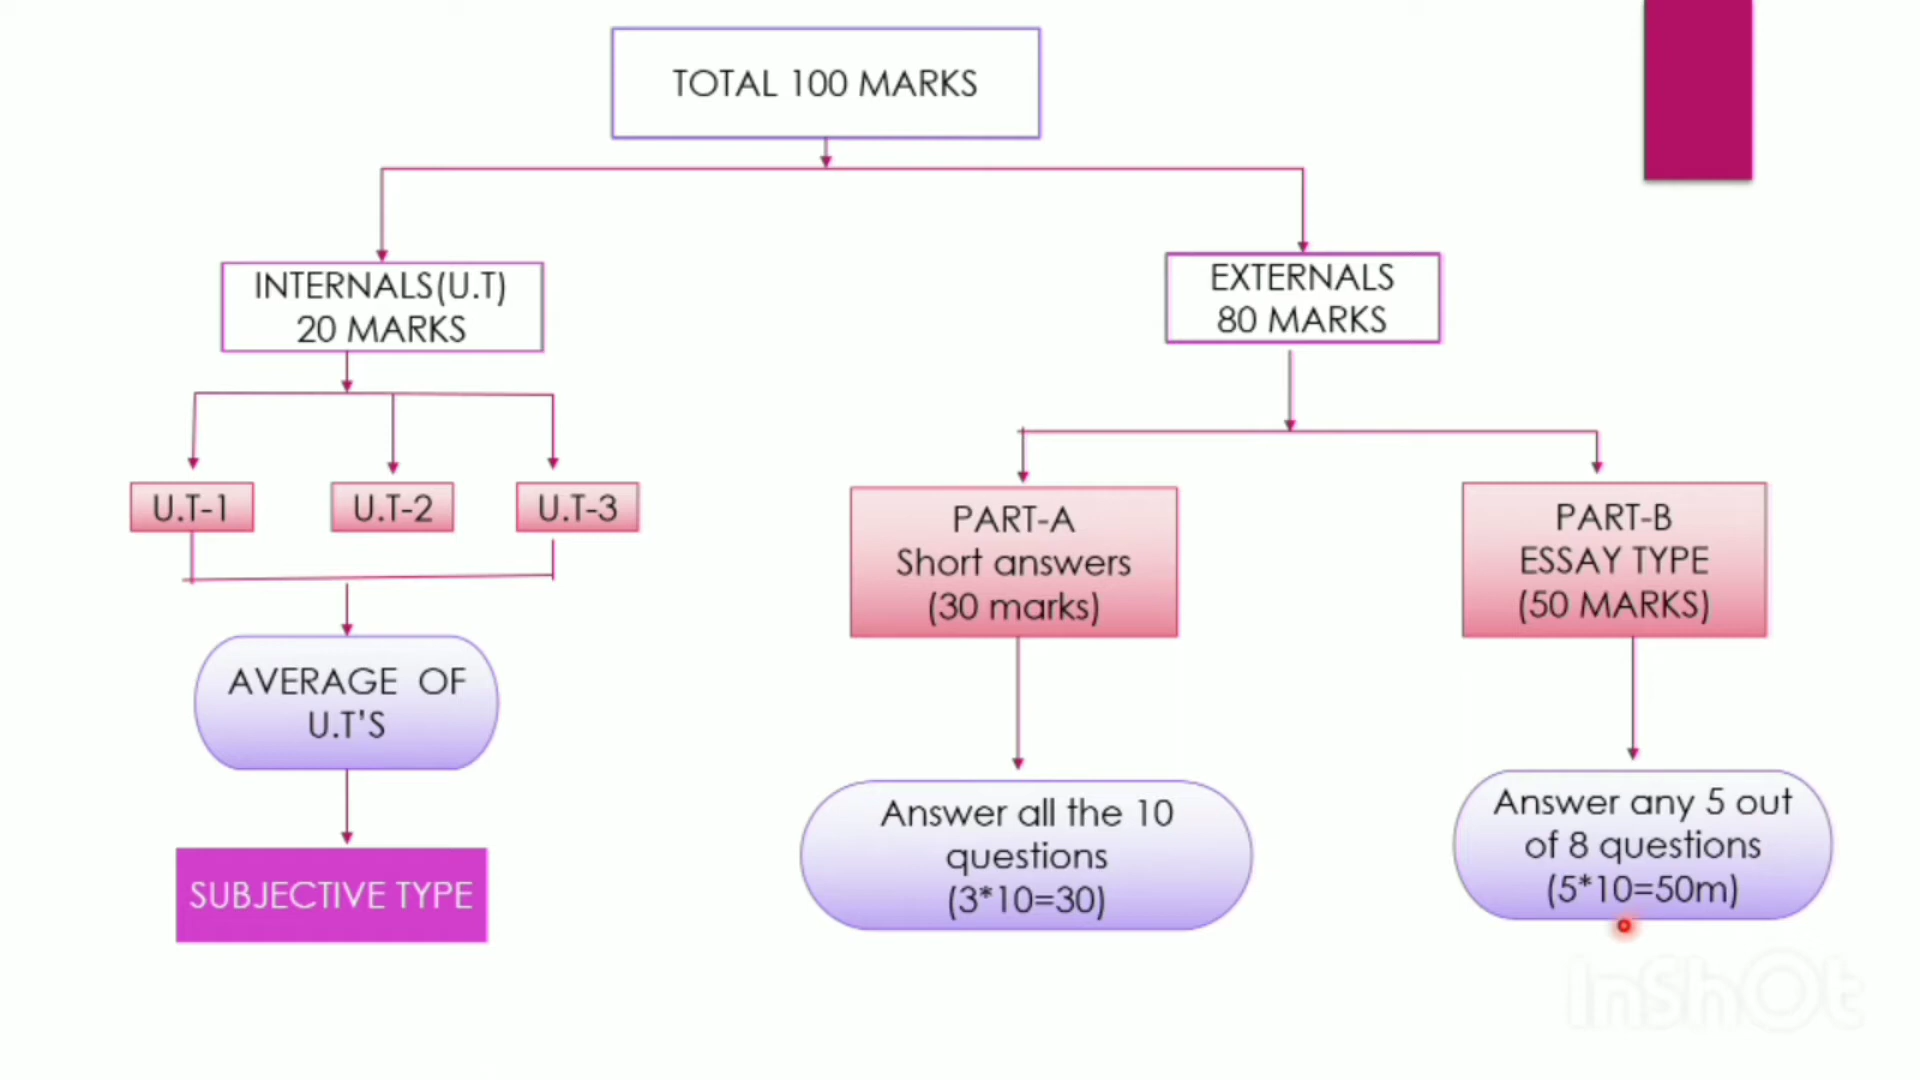 TOTAL 100 MARKS
INTERNALS(U.T)
20 MARKS
EXTERNALS
80 MARKS
U.T-1
U.T-2
U.T-3
PART-A
Short answers
(30 marks)
PART-B
ESSAY TYPE
(50 MARKS)
AVERAGE OF
U.T'S
SUBJECTIVE TYPE
Answer all the 10
questions
(3*10=30)
Answer any 5 out
of 8 questions
(5*10=50m)
InShOt